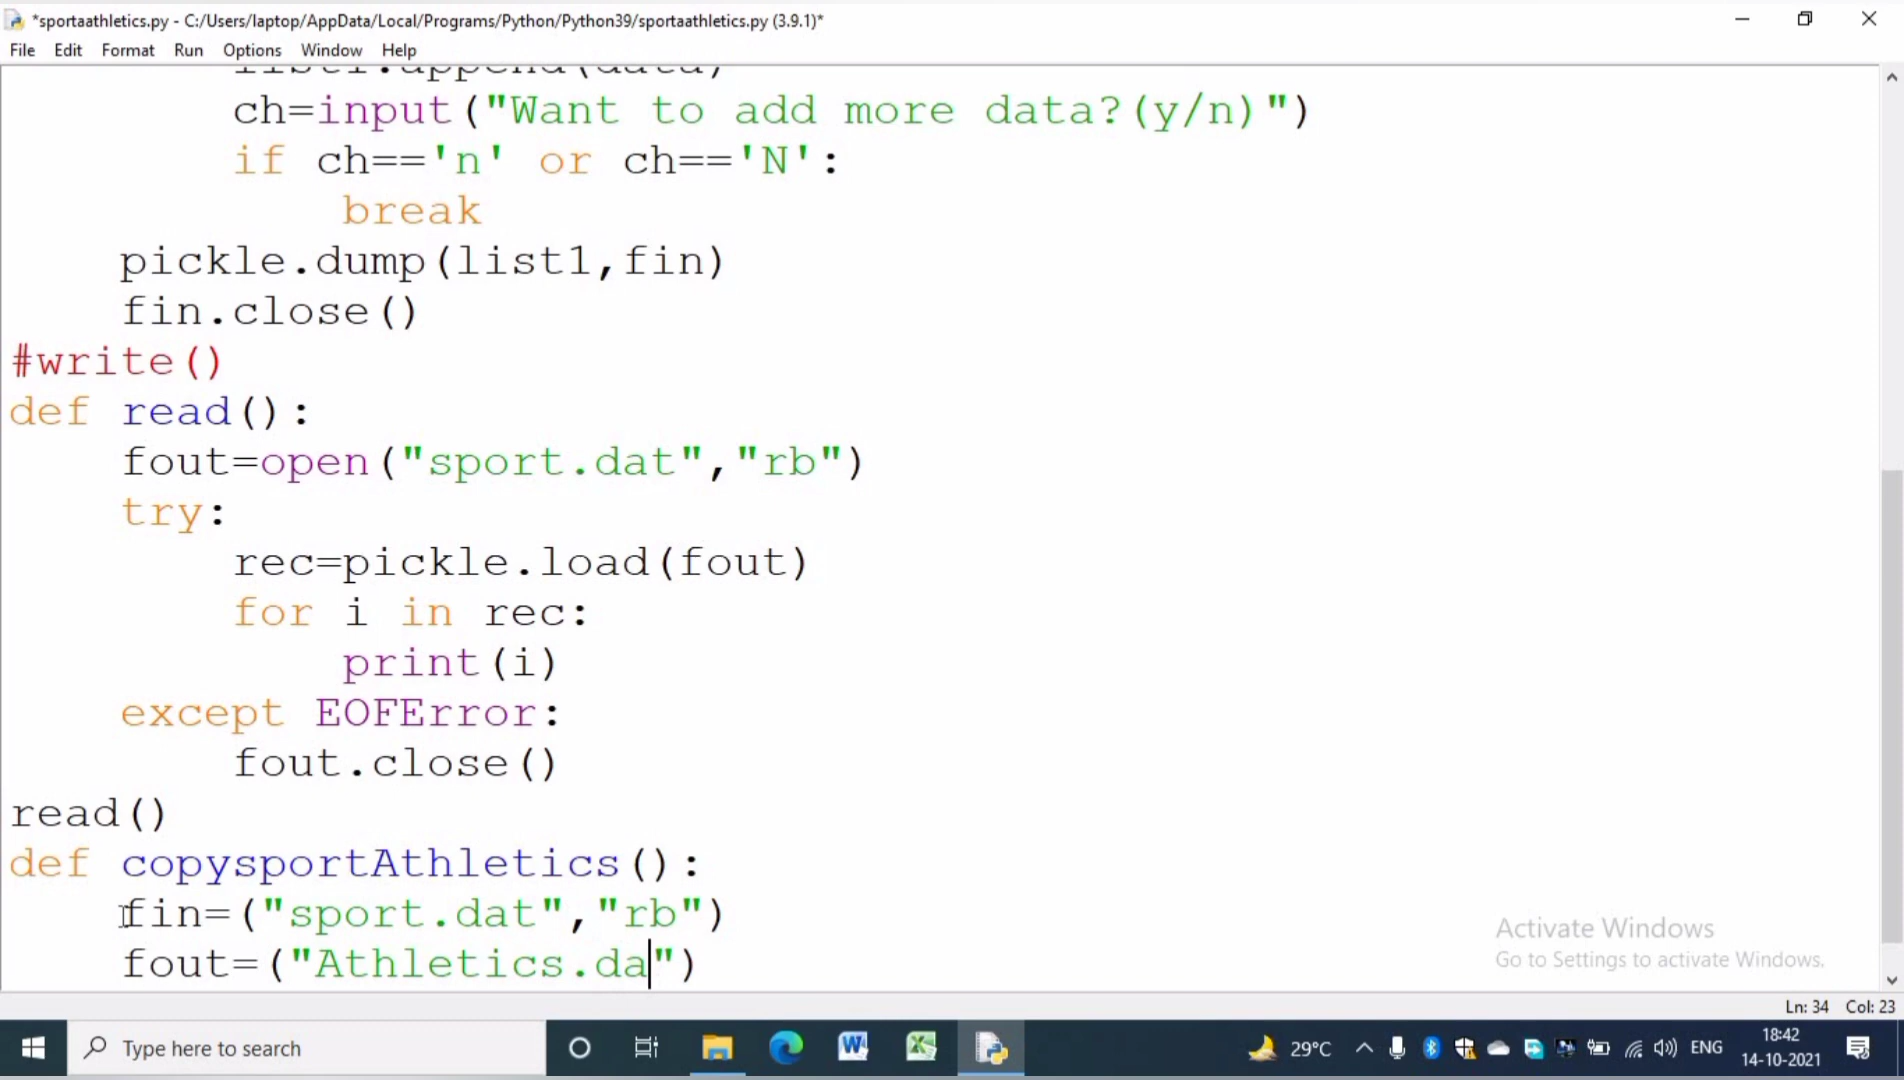 *sportaathletics.py - C:/Users/laptop/AppData/Local/Programs/Python/Python39/sportaathletics.py (3.9.1)*
File Edit Format Run Options Window Help
list1.append(data)
ch=input("Want to add more data?(y/n)")
if ch=='n' or ch=='N':
break
pickle.dump(list1,fin)
fin.close()
#write()
def read():
fout=open("sport.dat","rb")
try:
rec=pickle.load(fout)
for i in rec:
print(i)
except EOFError:
fout.close()
read()
def copysportAthletics():
fin=("sport.dat","rb")
fout=("Athletics.da")
Activate Windows
Go to Settings to activate Windows.
Ln: 34 Col: 23
Type here to search
29°C
ENG
18:42
14-10-2021